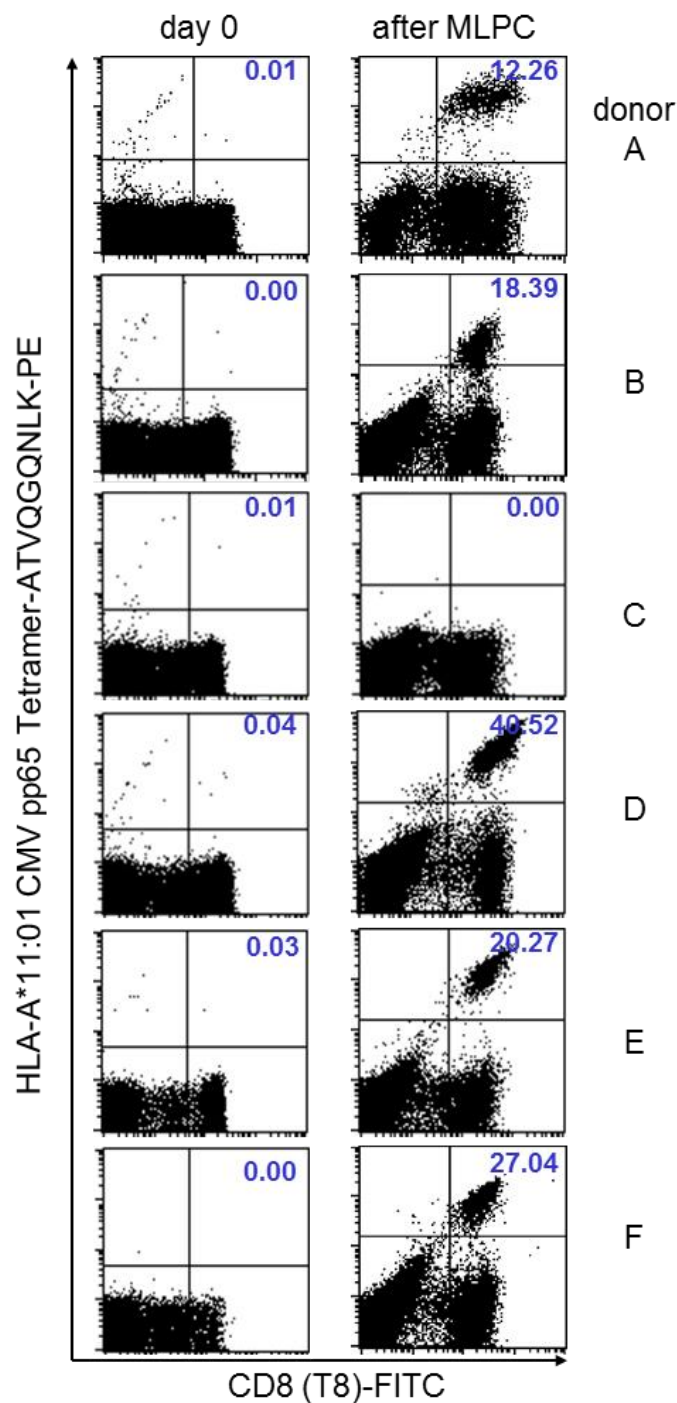 day 0
after MLPC
0.01
12.26
donor
A
0.00
18.39
B
0.01
0.00
C
0.04
40.52
D
0.03
20.27
E
0.00
27.04
F
HLA-A*11:01 CMV pp65 Tetramer-ATVQGQNLK-PE
CD8 (T8)-FITC